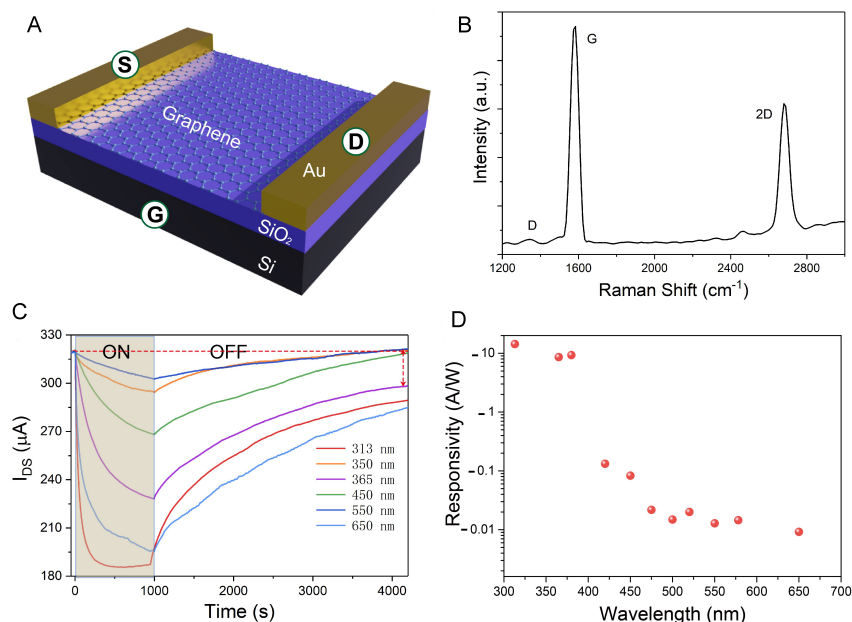 A
S
Graphene
D
Au
G
SiO₂
Si
B
Intensity (a.u.)
G
2D
D
1200 1600 2000 2400 2800
Raman Shift (cm⁻¹)
C
330
300
270
240
210
180
I_DS (μA)
ON OFF
313 nm
350 nm
365 nm
450 nm
550 nm
650 nm
0 1000 2000 3000 4000
Time (s)
D
Responsivity (A/W)
-10
-1
-0.1
-0.01
300 350 400 450 500 550 600 650 700
Wavelength (nm)